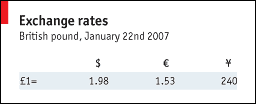 Exchange rates
British pound, January 22nd 2007
$ € ¥
£1= 1.98 1.53 240